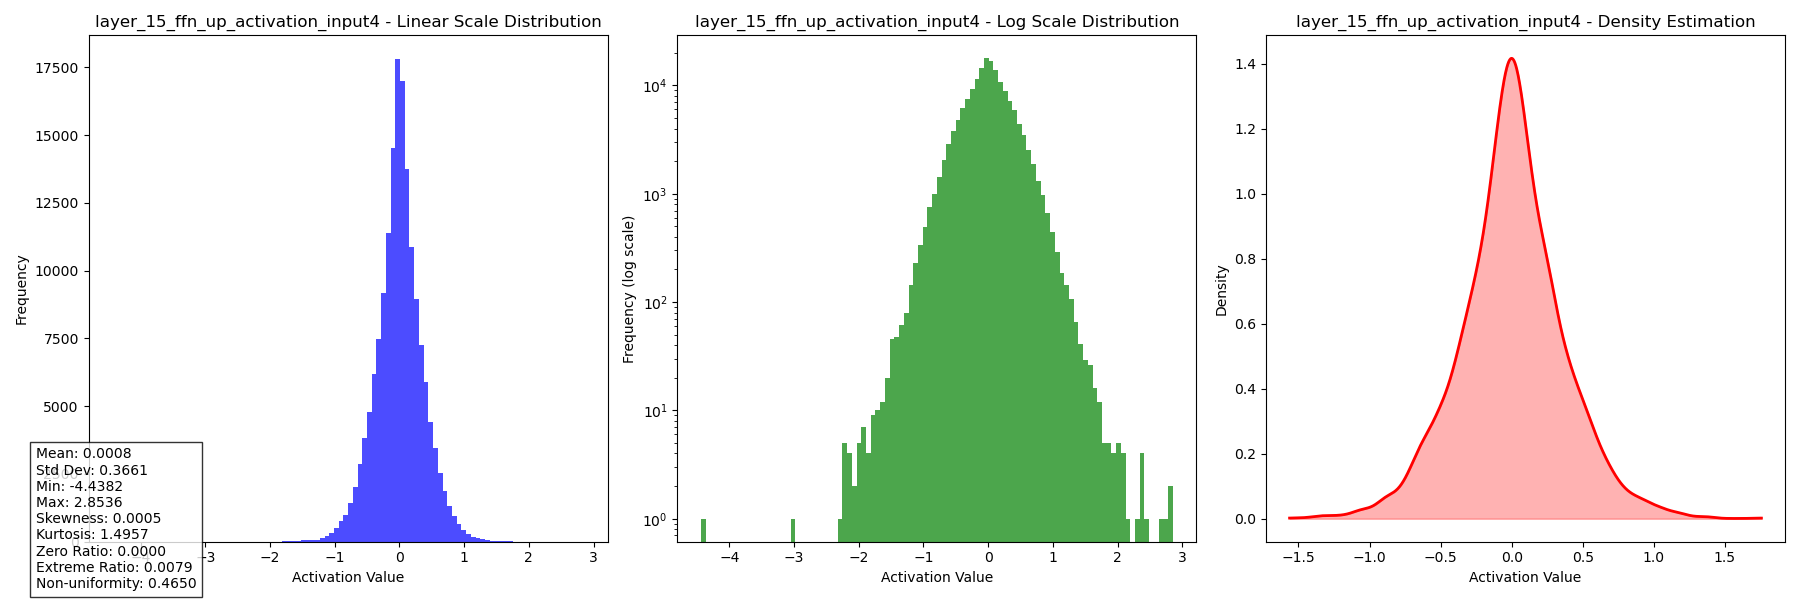 layer_15_ffn_up_activation_input4 - Linear Scale Distribution
17500
15000
12500
10000
7500
5000
2500
Frequency
Mean: 0.0008
Std Dev: 0.3661
Min: -4.4382
Max: 2.8536
Skewness: 0.0005
Kurtosis: 1.4957
Zero Ratio: 0.0000
Extreme Ratio: 0.0079
Non-uniformity: 0.4650
−4 −3 −2 −1 0 1 2 3
Activation Value
layer_15_ffn_up_activation_input4 - Log Scale Distribution
10^4
10^3
10^2
10^1
10^0
Frequency (log scale)
−4 −3 −2 −1 0 1 2 3
Activation Value
layer_15_ffn_up_activation_input4 - Density Estimation
1.4
1.2
1.0
0.8
0.6
0.4
0.2
0.0
Density
−1.5 −1.0 −0.5 0.0 0.5 1.0 1.5
Activation Value